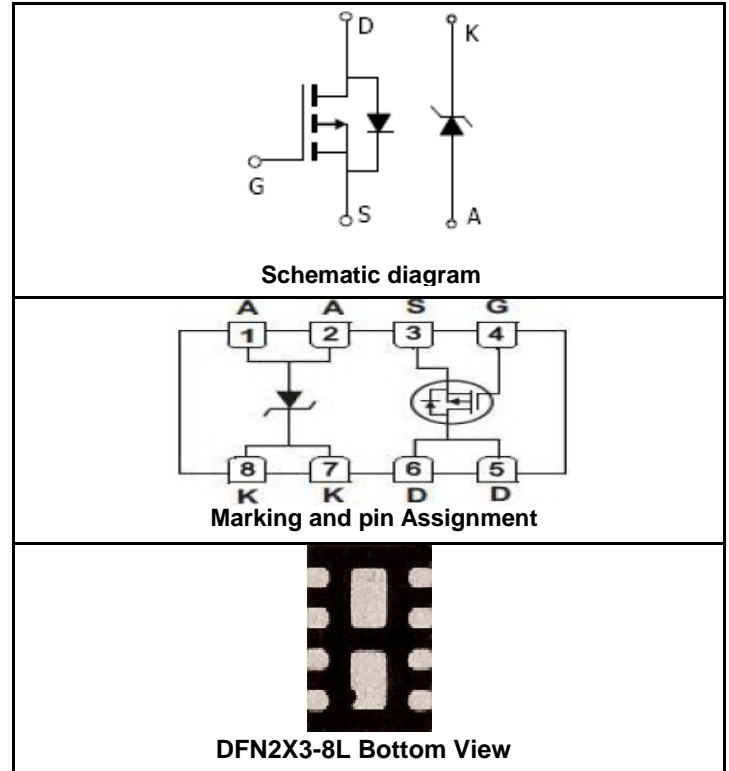 D
K
G
S
A
Schematic diagram
A A S G
1 2 3 4
8 7 6 5
K K D D
Marking and pin Assignment
DFN2X3-8L Bottom View